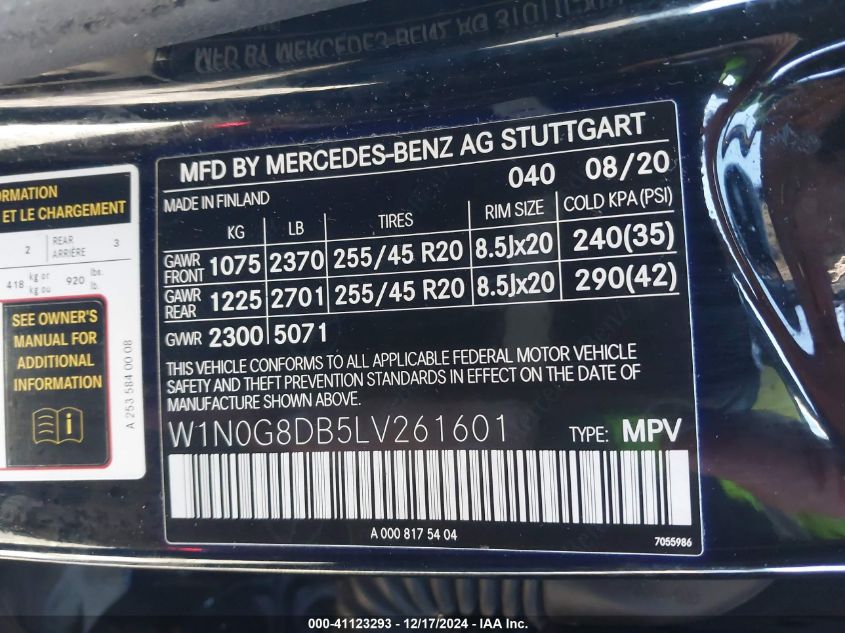 MFD BY MERCEDES-BENZ AG STUTTGART
040 08/20
MADE IN FINLAND
KG LB TIRES RIM SIZE COLD KPA (PSI)
GAWR FRONT 1075 2370 255/45 R20 8.5Jx20 240(35)
GAWR REAR 1225 2701 255/45 R20 8.5Jx20 290(42)
GVWR 2300 5071
THIS VEHICLE CONFORMS TO ALL APPLICABLE FEDERAL MOTOR VEHICLE
SAFETY AND THEFT PREVENTION STANDARDS IN EFFECT ON THE DATE OF
MANUFACTURE SHOWN ABOVE.
W1N0G8DB5LV261601 TYPE: MPV
A 000 817 54 04
7055986
ET LE CHARGEMENT
2 REAR ARRIÈRE 3
418 kg or kg ou 920 lbs. lb.
SEE OWNER'S
MANUAL FOR
ADDITIONAL
INFORMATION
A 253 584 00 08
000-41123293 - 12/17/2024 - IAA Inc.